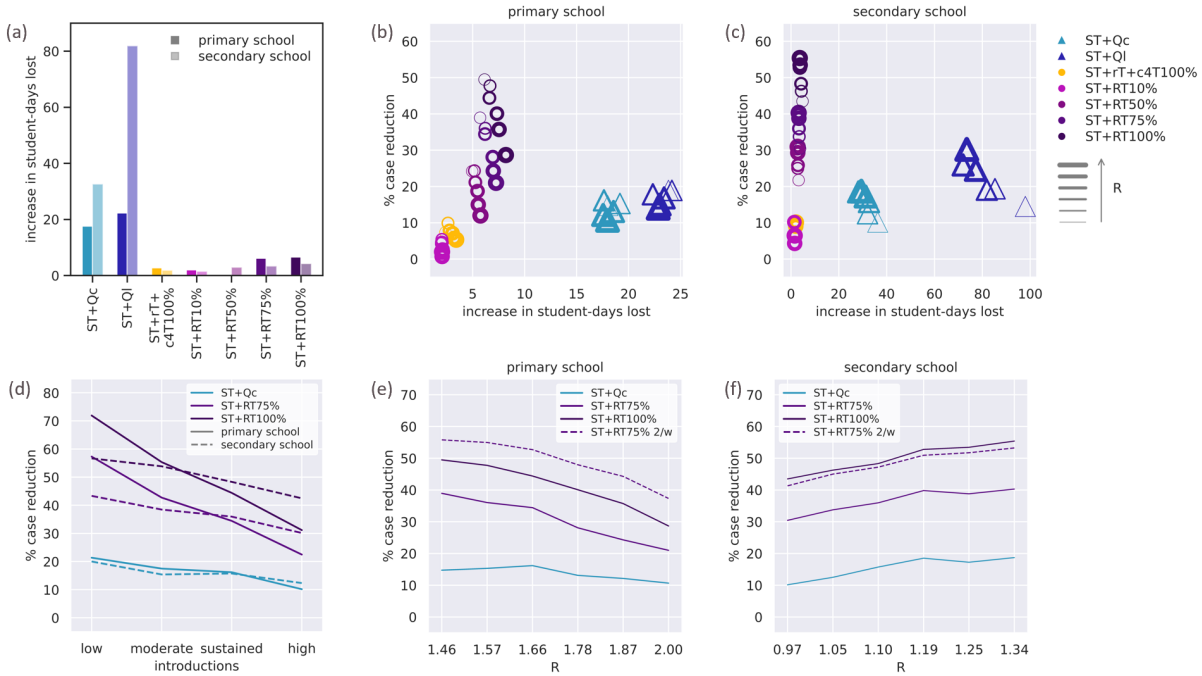 (a)
increase in student-days lost
80
60
40
20
0
primary school
secondary school
ST+Qc
ST+Ql
ST+rT+
c4T100%
ST+RT10%
ST+RT50%
ST+RT75%
ST+RT100%
primary school
(b)
% case reduction
60
50
40
30
20
10
0
5
10
15
20
25
increase in student-days lost
secondary school
(c)
% case reduction
60
50
40
30
20
10
0
0
20
40
60
80
100
increase in student-days lost
ST+Qc
ST+Ql
ST+rT+c4T100%
ST+RT10%
ST+RT50%
ST+RT75%
ST+RT100%
R
(d)
% case reduction
80
70
60
50
40
30
20
10
0
ST+Qc
ST+RT75%
ST+RT100%
primary school
secondary school
low
moderate
sustained
high
introductions
primary school
(e)
% case reduction
70
60
50
40
30
20
10
0
ST+Qc
ST+RT75%
ST+RT100%
ST+RT75% 2/w
1.46
1.57
1.66
1.78
1.87
2.00
R
secondary school
(f)
% case reduction
70
60
50
40
30
20
10
0
ST+Qc
ST+RT75%
ST+RT100%
ST+RT75% 2/w
0.97
1.05
1.10
1.19
1.25
1.34
R